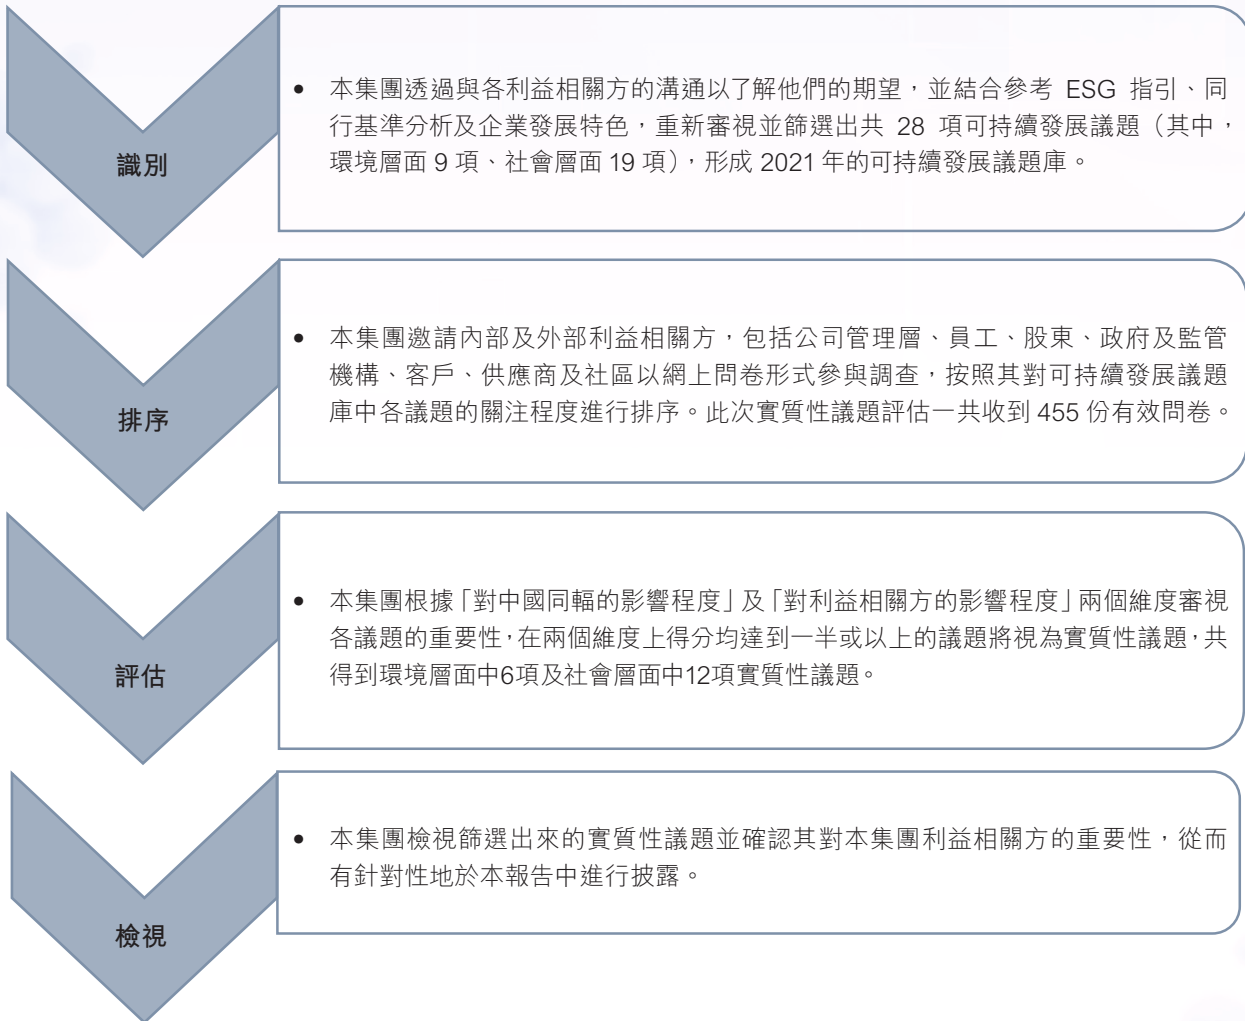 識別
• 本集團透過與各利益相關方的溝通以了解他們的期望，並結合參考 ESG 指引、同
行基準分析及企業發展特色，重新審視並篩選出共 28 項可持續發展議題（其中，
環境層面 9 項、社會層面 19 項），形成 2021 年的可持續發展議題庫。
排序
• 本集團邀請內部及外部利益相關方，包括公司管理層、員工、股東、政府及監管
機構、客戶、供應商及社區以網上問卷形式參與調查，按照其對可持續發展議題
庫中各議題的關注程度進行排序。此次實質性議題評估一共收到 455 份有效問卷。
評估
• 本集團根據「對中國同輻的影響程度」及「對利益相關方的影響程度」兩個維度審視
各議題的重要性，在兩個維度上得分均達到一半或以上的議題將視為實質性議題，共
得到環境層面中6項及社會層面中12項實質性議題。
檢視
• 本集團檢視篩選出來的實質性議題並確認其對本集團利益相關方的重要性，從而
有針對性地於本報告中進行披露。